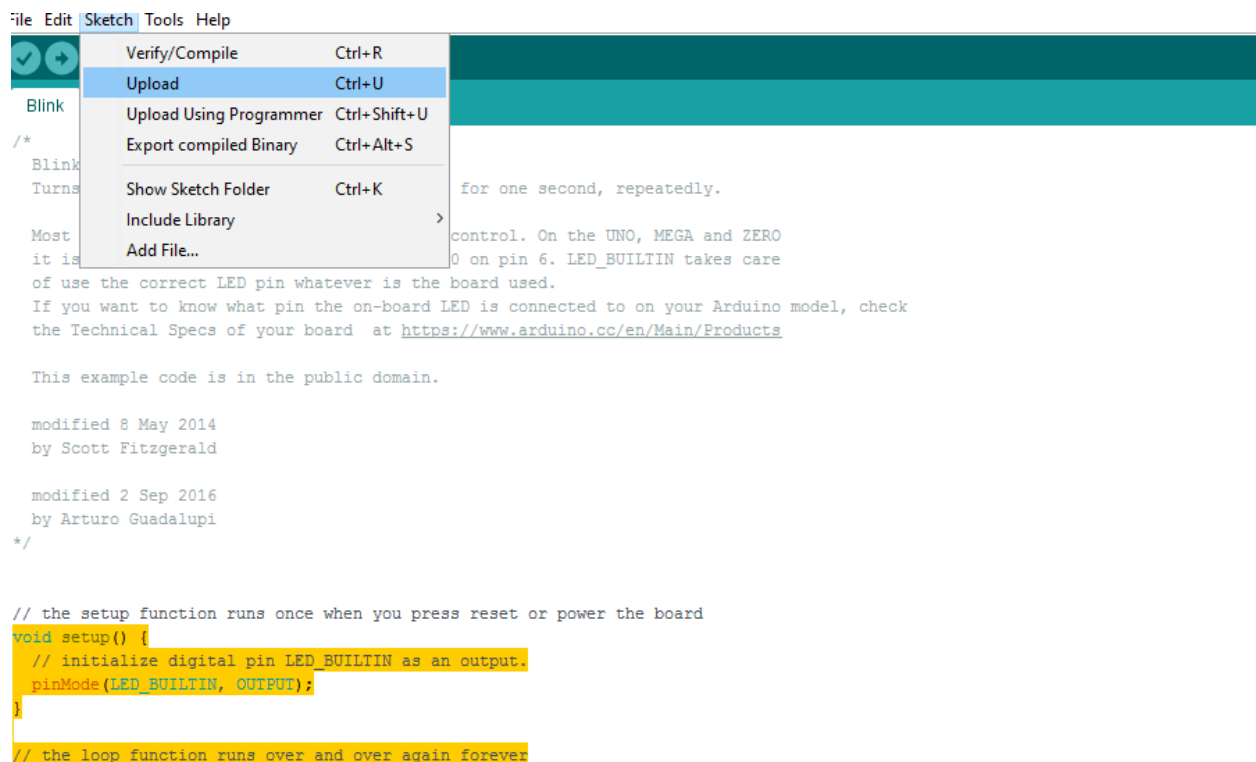 File Edit Sketch Tools Help
Verify/Compile Ctrl+R
Upload Ctrl+U
Upload Using Programmer Ctrl+Shift+U
Export compiled Binary Ctrl+Alt+S
Show Sketch Folder Ctrl+K
Include Library >
Add File...
Blink
/*
Blink
Turns for one second, repeatedly.
Most control. On the UNO, MEGA and ZERO
it is 0 on pin 6. LED_BUILTIN takes care
of use the correct LED pin whatever is the board used.
If you want to know what pin the on-board LED is connected to on your Arduino model, check
the Technical Specs of your board  at https://www.arduino.cc/en/Main/Products
This example code is in the public domain.
modified 8 May 2014
by Scott Fitzgerald
modified 2 Sep 2016
by Arturo Guadalupi
*/
// the setup function runs once when you press reset or power the board
void setup() {
// initialize digital pin LED_BUILTIN as an output.
pinMode(LED_BUILTIN, OUTPUT);
}
// the loop function runs over and over again forever